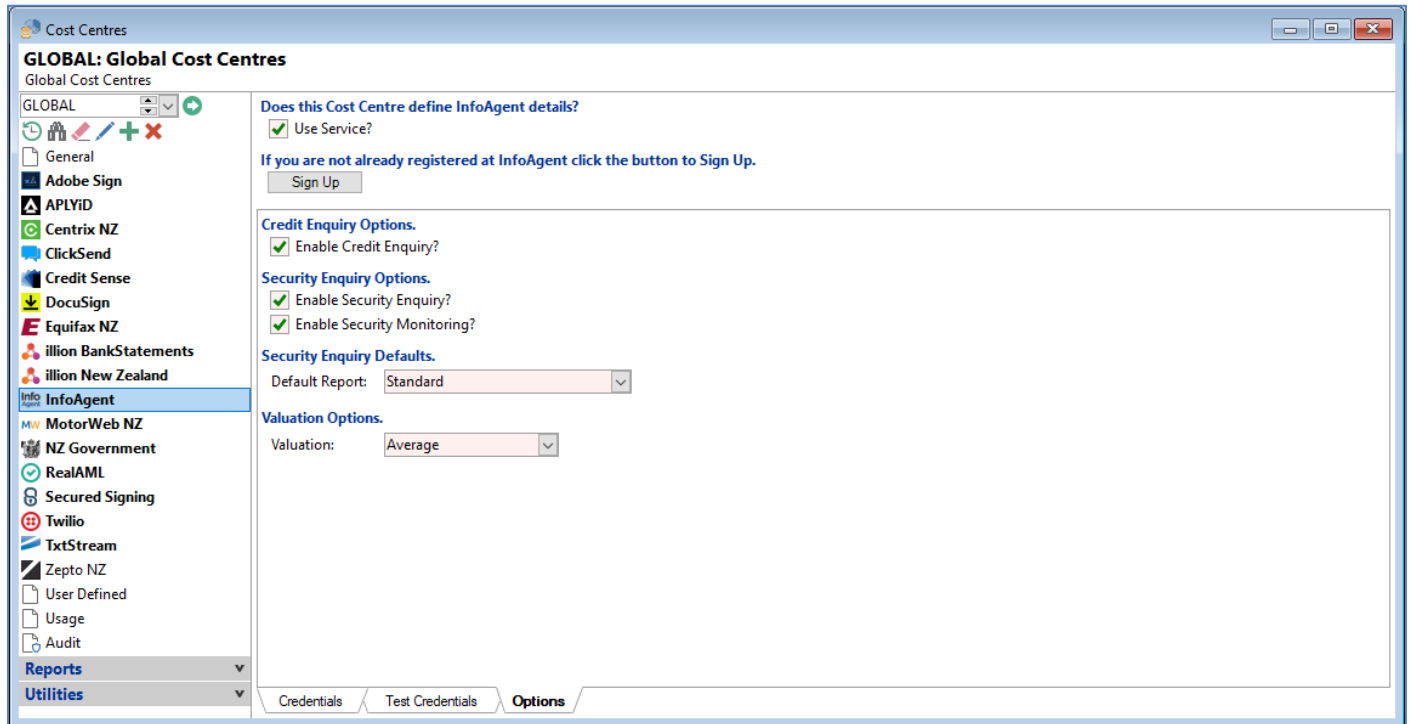 Cost Centres
GLOBAL: Global Cost Centres
Global Cost Centres
GLOBAL
General
Adobe Sign
APLYiD
Centrix NZ
ClickSend
Credit Sense
DocuSign
Equifax NZ
illion BankStatements
illion New Zealand
Info Agent InfoAgent
MW MotorWeb NZ
NZ Government
RealAML
Secured Signing
Twilio
TxtStream
Zepto NZ
User Defined
Usage
Audit
Reports
Utilities
Does this Cost Centre define InfoAgent details?
Use Service?
If you are not already registered at InfoAgent click the button to Sign Up.
Sign Up
Credit Enquiry Options.
Enable Credit Enquiry?
Security Enquiry Options.
Enable Security Enquiry?
Enable Security Monitoring?
Security Enquiry Defaults.
Default Report: Standard
Valuation Options.
Valuation: Average
Credentials Test Credentials Options